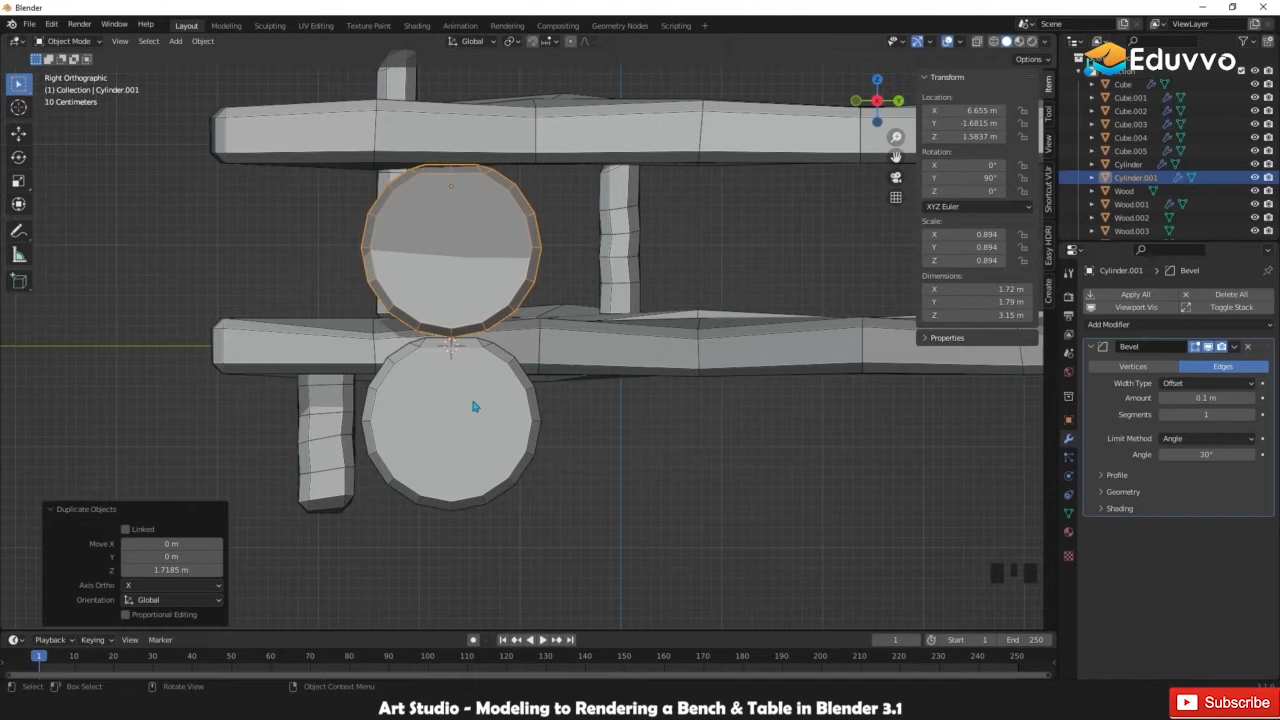 Blender
File Edit Render Window Help Layout Modeling Sculpting UV Editing Texture Paint Shading Animation Rendering Compositing Geometry Nodes Scripting + Scene ViewLayer
Object Mode View Select Add Object Global
Options
Eduvvo
Right Orthographic
(1) Collection | Cylinder.001
10 Centimeters
Transform
Location:
X 6.655 m
Y -1.6815 m
Z 1.5837 m
Rotation:
X 0°
Y 90°
Z 0°
XYZ Euler
Scale:
X 0.894
Y 0.894
Z 0.894
Dimensions:
X 1.72 m
Y 1.79 m
Z 3.15 m
Properties
Item
Tool
View
Shortcut VUr
Easy HDRI
Create
Cube
Cube.001
Cube.002
Cube.003
Cube.004
Cube.005
Cylinder
Cylinder.001
Wood
Wood.001
Wood.002
Wood.003
Cylinder.001 > Bevel
Apply All Delete All
Viewport Vis Toggle Stack
Add Modifier
Bevel
Vertices Edges
Width Type Offset
Amount 0.1 m
Segments 1
Limit Method Angle
Angle 30°
Profile
Geometry
Shading
Duplicate Objects
Linked
Move X 0 m
Y 0 m
Z 1.7185 m
Axis Ortho X
Orientation Global
Proportional Editing
Playback Keying View Marker 1 Start 1 End 250
1 10 20 30 40 50 60 70 80 90 100 110 120 130 140 150 160 170 180 190 200 210 220 230 240 250
Select Box Select Rotate View Object Context Menu
Art Studio - Modeling to Rendering a Bench & Table in Blender 3.1
Subscribe